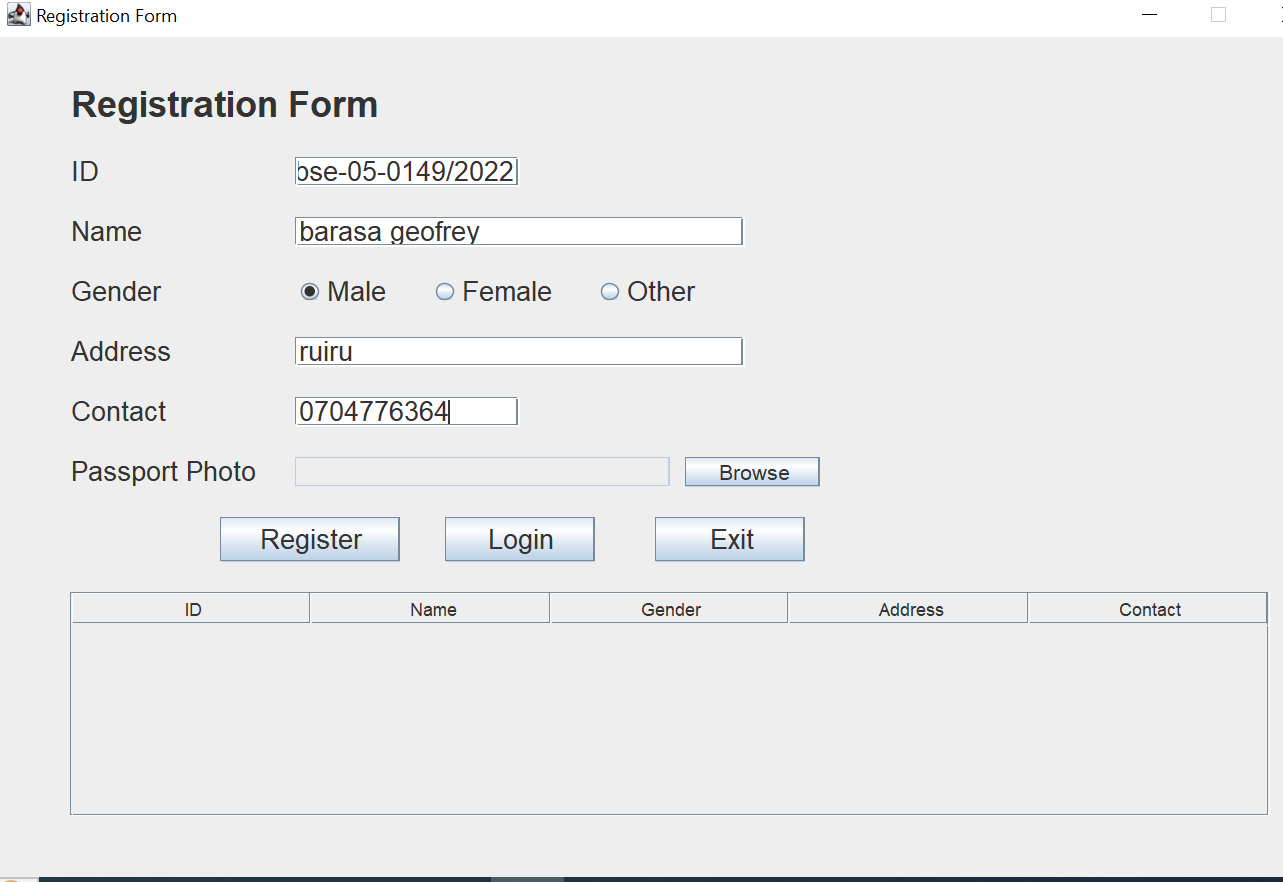 Registration Form
Registration Form
ID bse-05-0149/2022
Name barasa geofrey
Gender Male Female Other
Address ruiru
Contact 0704776364
Passport Photo Browse
Register Login Exit
ID Name Gender Address Contact